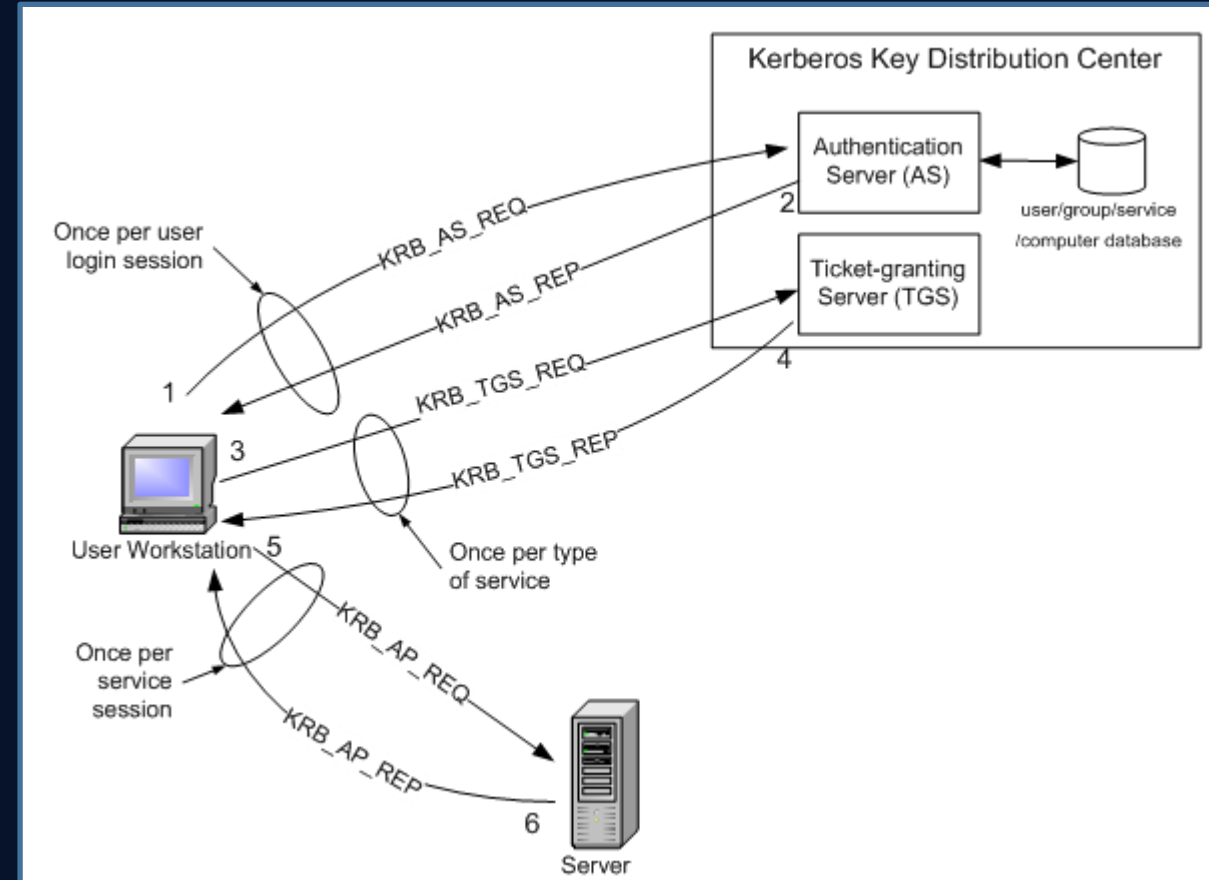 Kerberos Key Distribution Center
Authentication
Server (AS)
2
user/group/service
/computer database
Once per user
login session
KRB_AS_REQ
KRB_AS_REP
Ticket-granting
Server (TGS)
4
1
KRB_TGS_REQ
3
KRB_TGS_REP
User Workstation
5
Once per type
of service
KRB_AP_REQ
Once per
service
session
KRB_AP_REP
6
Server